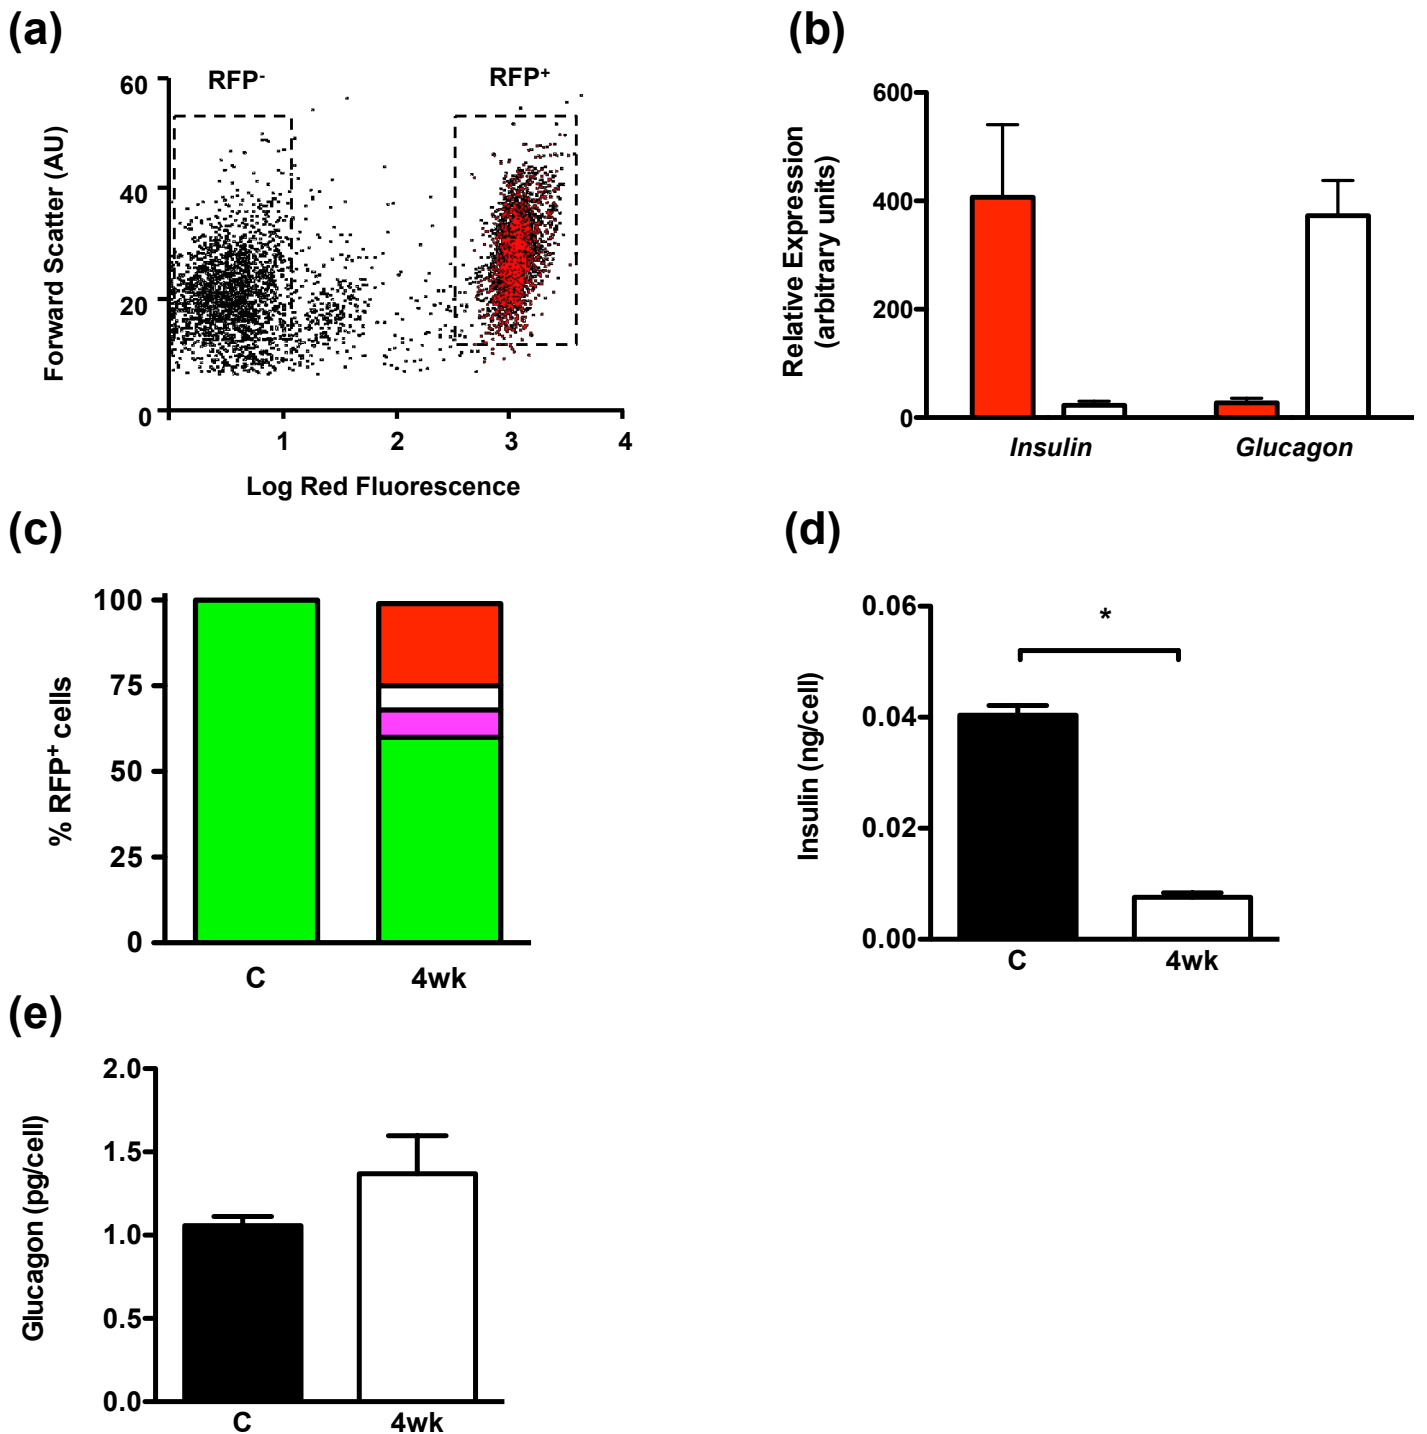 (a)
RFP-
RFP+
60
40
20
0
1
2
3
4
Forward Scatter (AU)
Log Red Fluorescence
(b)
600
400
200
0
Relative Expression
(arbitrary units)
Insulin
Glucagon
(c)
100
75
50
25
0
% RFP+ cells
C
4wk
(d)
0.06
0.04
0.02
0.00
Insulin (ng/cell)
*
C
4wk
(e)
2.0
1.5
1.0
0.5
0.0
Glucagon (pg/cell)
C
4wk